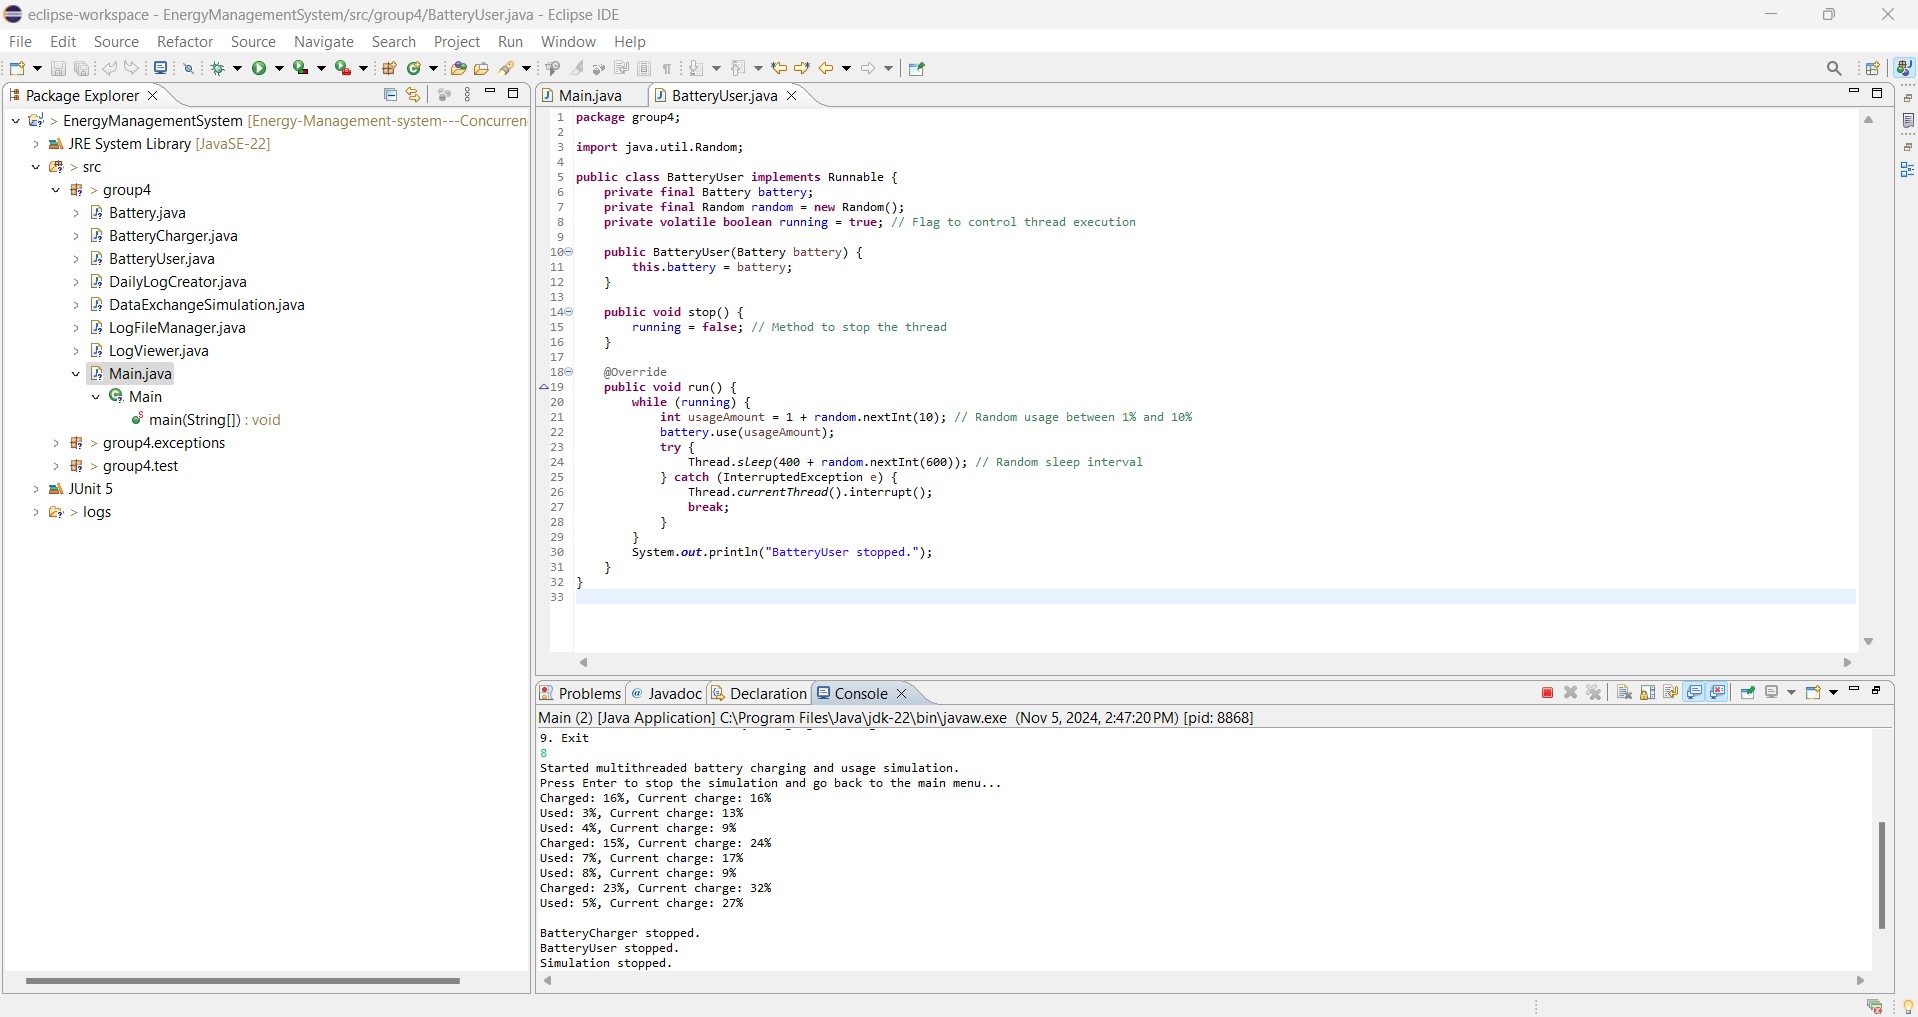 eclipse-workspace - EnergyManagementSystem/src/group4/BatteryUser.java - Eclipse IDE
File Edit Source Refactor Source Navigate Search Project Run Window Help
Package Explorer
> EnergyManagementSystem [Energy-Management-system---Concurren
JRE System Library [JavaSE-22]
> src
> group4
Battery.java
BatteryCharger.java
BatteryUser.java
DailyLogCreator.java
DataExchangeSimulation.java
LogFileManager.java
LogViewer.java
Main.java
Main
main(String[]) : void
> group4.exceptions
> group4.test
JUnit 5
> logs
Main.java BatteryUser.java
1 package group4;
2
3 import java.util.Random;
4
5 public class BatteryUser implements Runnable {
6 private final Battery battery;
7 private final Random random = new Random();
8 private volatile boolean running = true; // Flag to control thread execution
9
10 public BatteryUser(Battery battery) {
11 this.battery = battery;
12 }
13
14 public void stop() {
15 running = false; // Method to stop the thread
16 }
17
18 @Override
19 public void run() {
20 while (running) {
21 int usageAmount = 1 + random.nextInt(10); // Random usage between 1% and 10%
22 battery.use(usageAmount);
23 try {
24 Thread.sleep(400 + random.nextInt(600)); // Random sleep interval
25 } catch (InterruptedException e) {
26 Thread.currentThread().interrupt();
27 break;
28 }
29 }
30 System.out.println("BatteryUser stopped.");
31 }
32 }
33
Problems @ Javadoc Declaration Console
Main (2) [Java Application] C:\Program Files\Java\jdk-22\bin\javaw.exe (Nov 5, 2024, 2:47:20 PM) [pid: 8868]
9. Exit
8
Started multithreaded battery charging and usage simulation.
Press Enter to stop the simulation and go back to the main menu...
Charged: 16%, Current charge: 16%
Used: 3%, Current charge: 13%
Used: 4%, Current charge: 9%
Charged: 15%, Current charge: 24%
Used: 7%, Current charge: 17%
Used: 8%, Current charge: 9%
Charged: 23%, Current charge: 32%
Used: 5%, Current charge: 27%
BatteryCharger stopped.
BatteryUser stopped.
Simulation stopped.